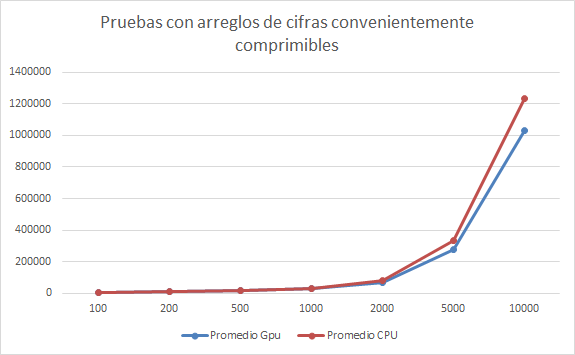 Pruebas con arreglos de cifras convenientemente
comprimibles
1400000
1200000
1000000
800000
600000
400000
200000
0
100 200 500 1000 2000 5000 10000
Promedio Gpu Promedio CPU